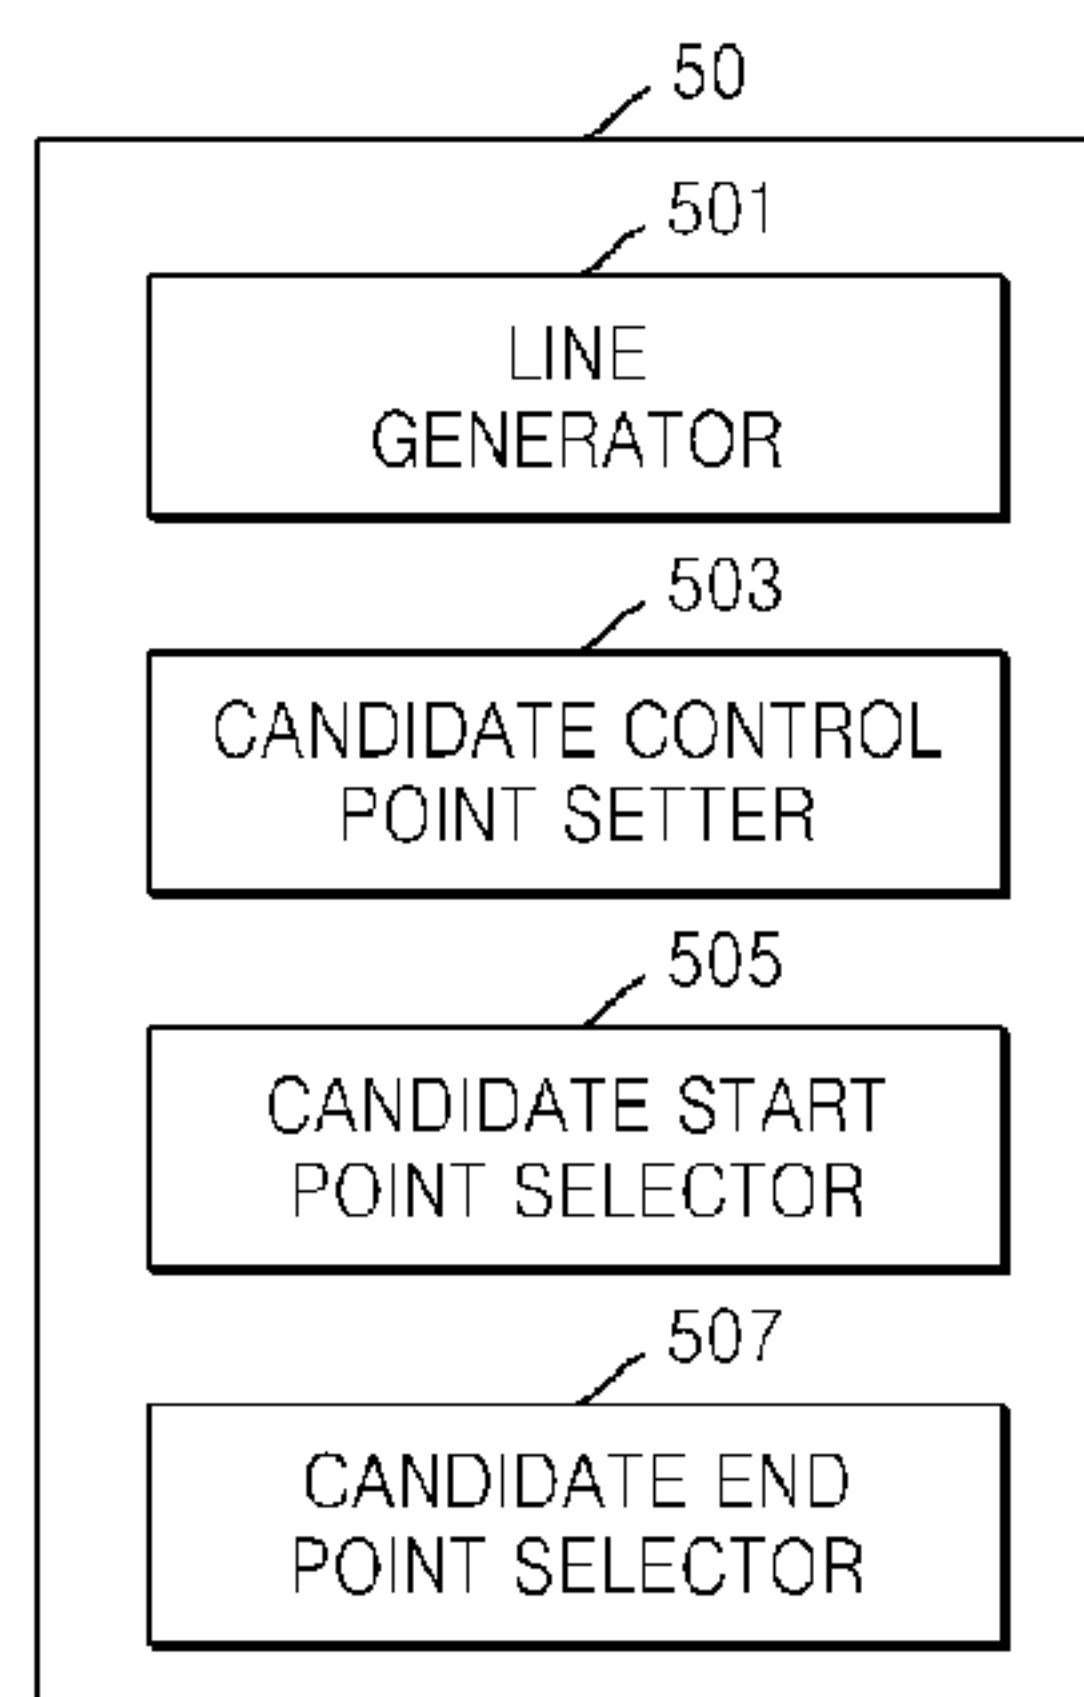 50
501
LINE
GENERATOR
503
CANDIDATE CONTROL
POINT SETTER
505
CANDIDATE START
POINT SELECTOR
507
CANDIDATE END
POINT SELECTOR